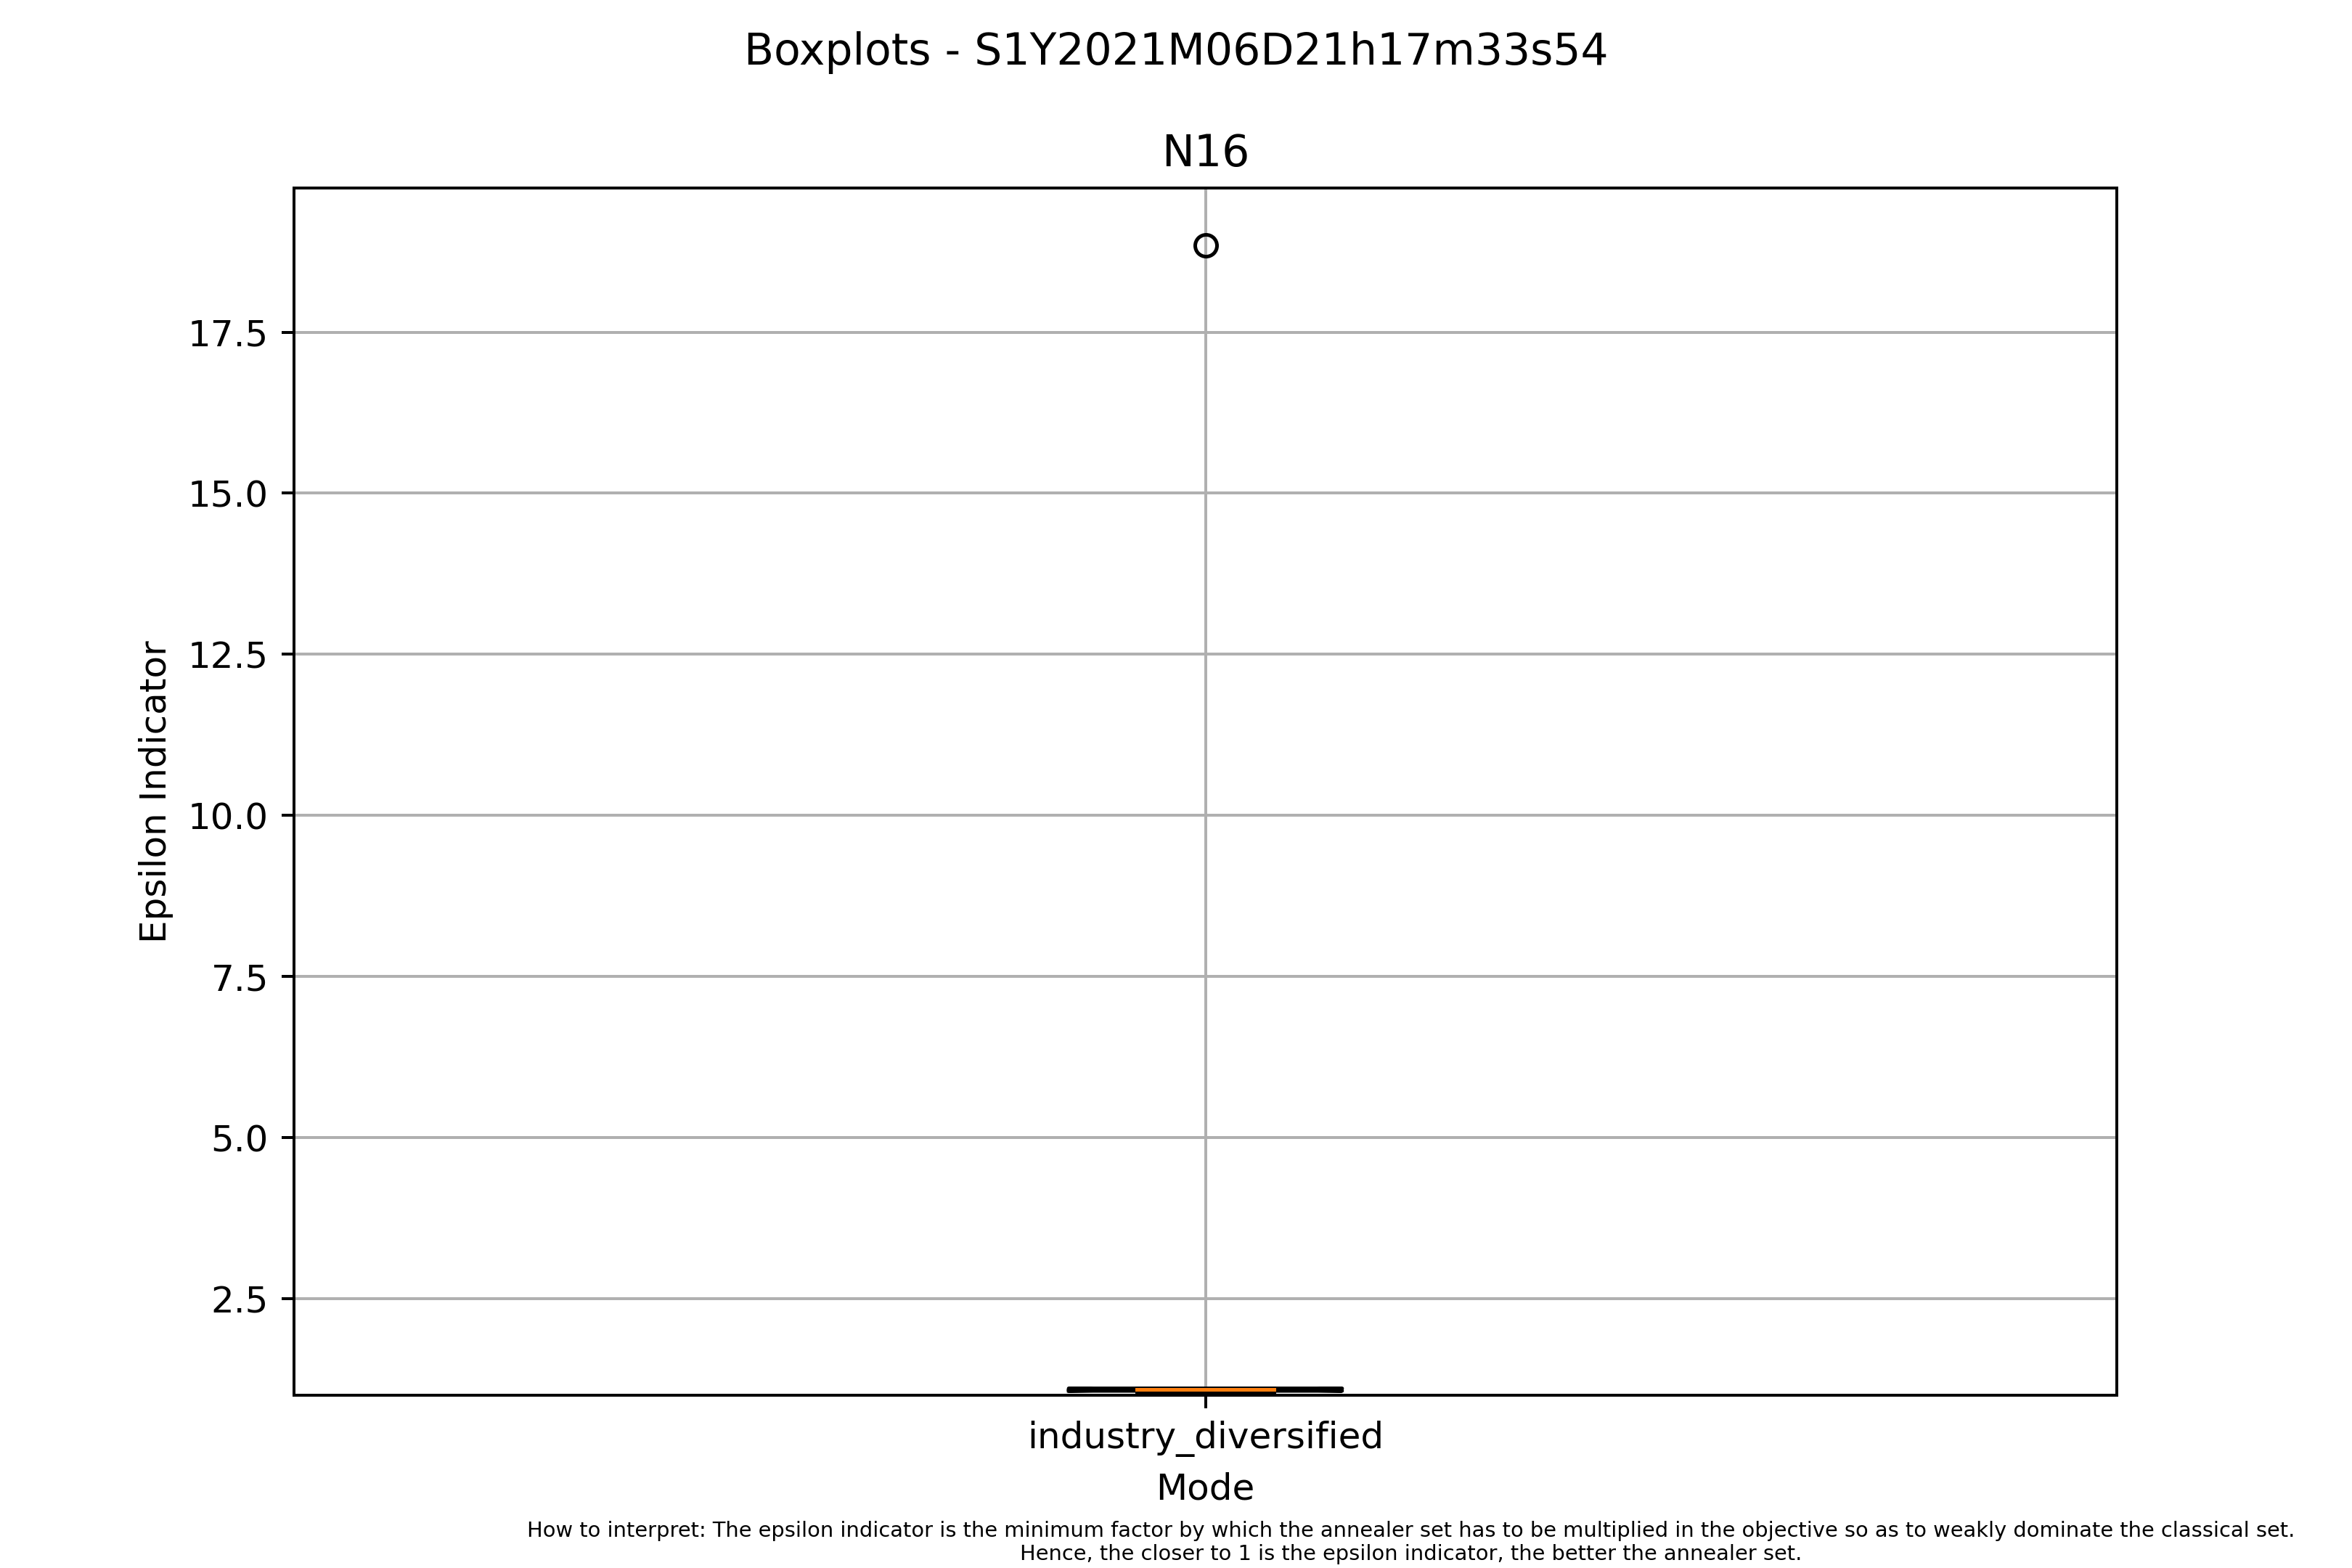 Boxplots - S1Y2021M06D21h17m33s54
N16
17.5
15.0
12.5
10.0
7.5
5.0
2.5
Epsilon Indicator
industry_diversified
Mode
How to interpret: The epsilon indicator is the minimum factor by which the annealer set has to be multiplied in the objective so as to weakly dominate the classical set.
Hence, the closer to 1 is the epsilon indicator, the better the annealer set.